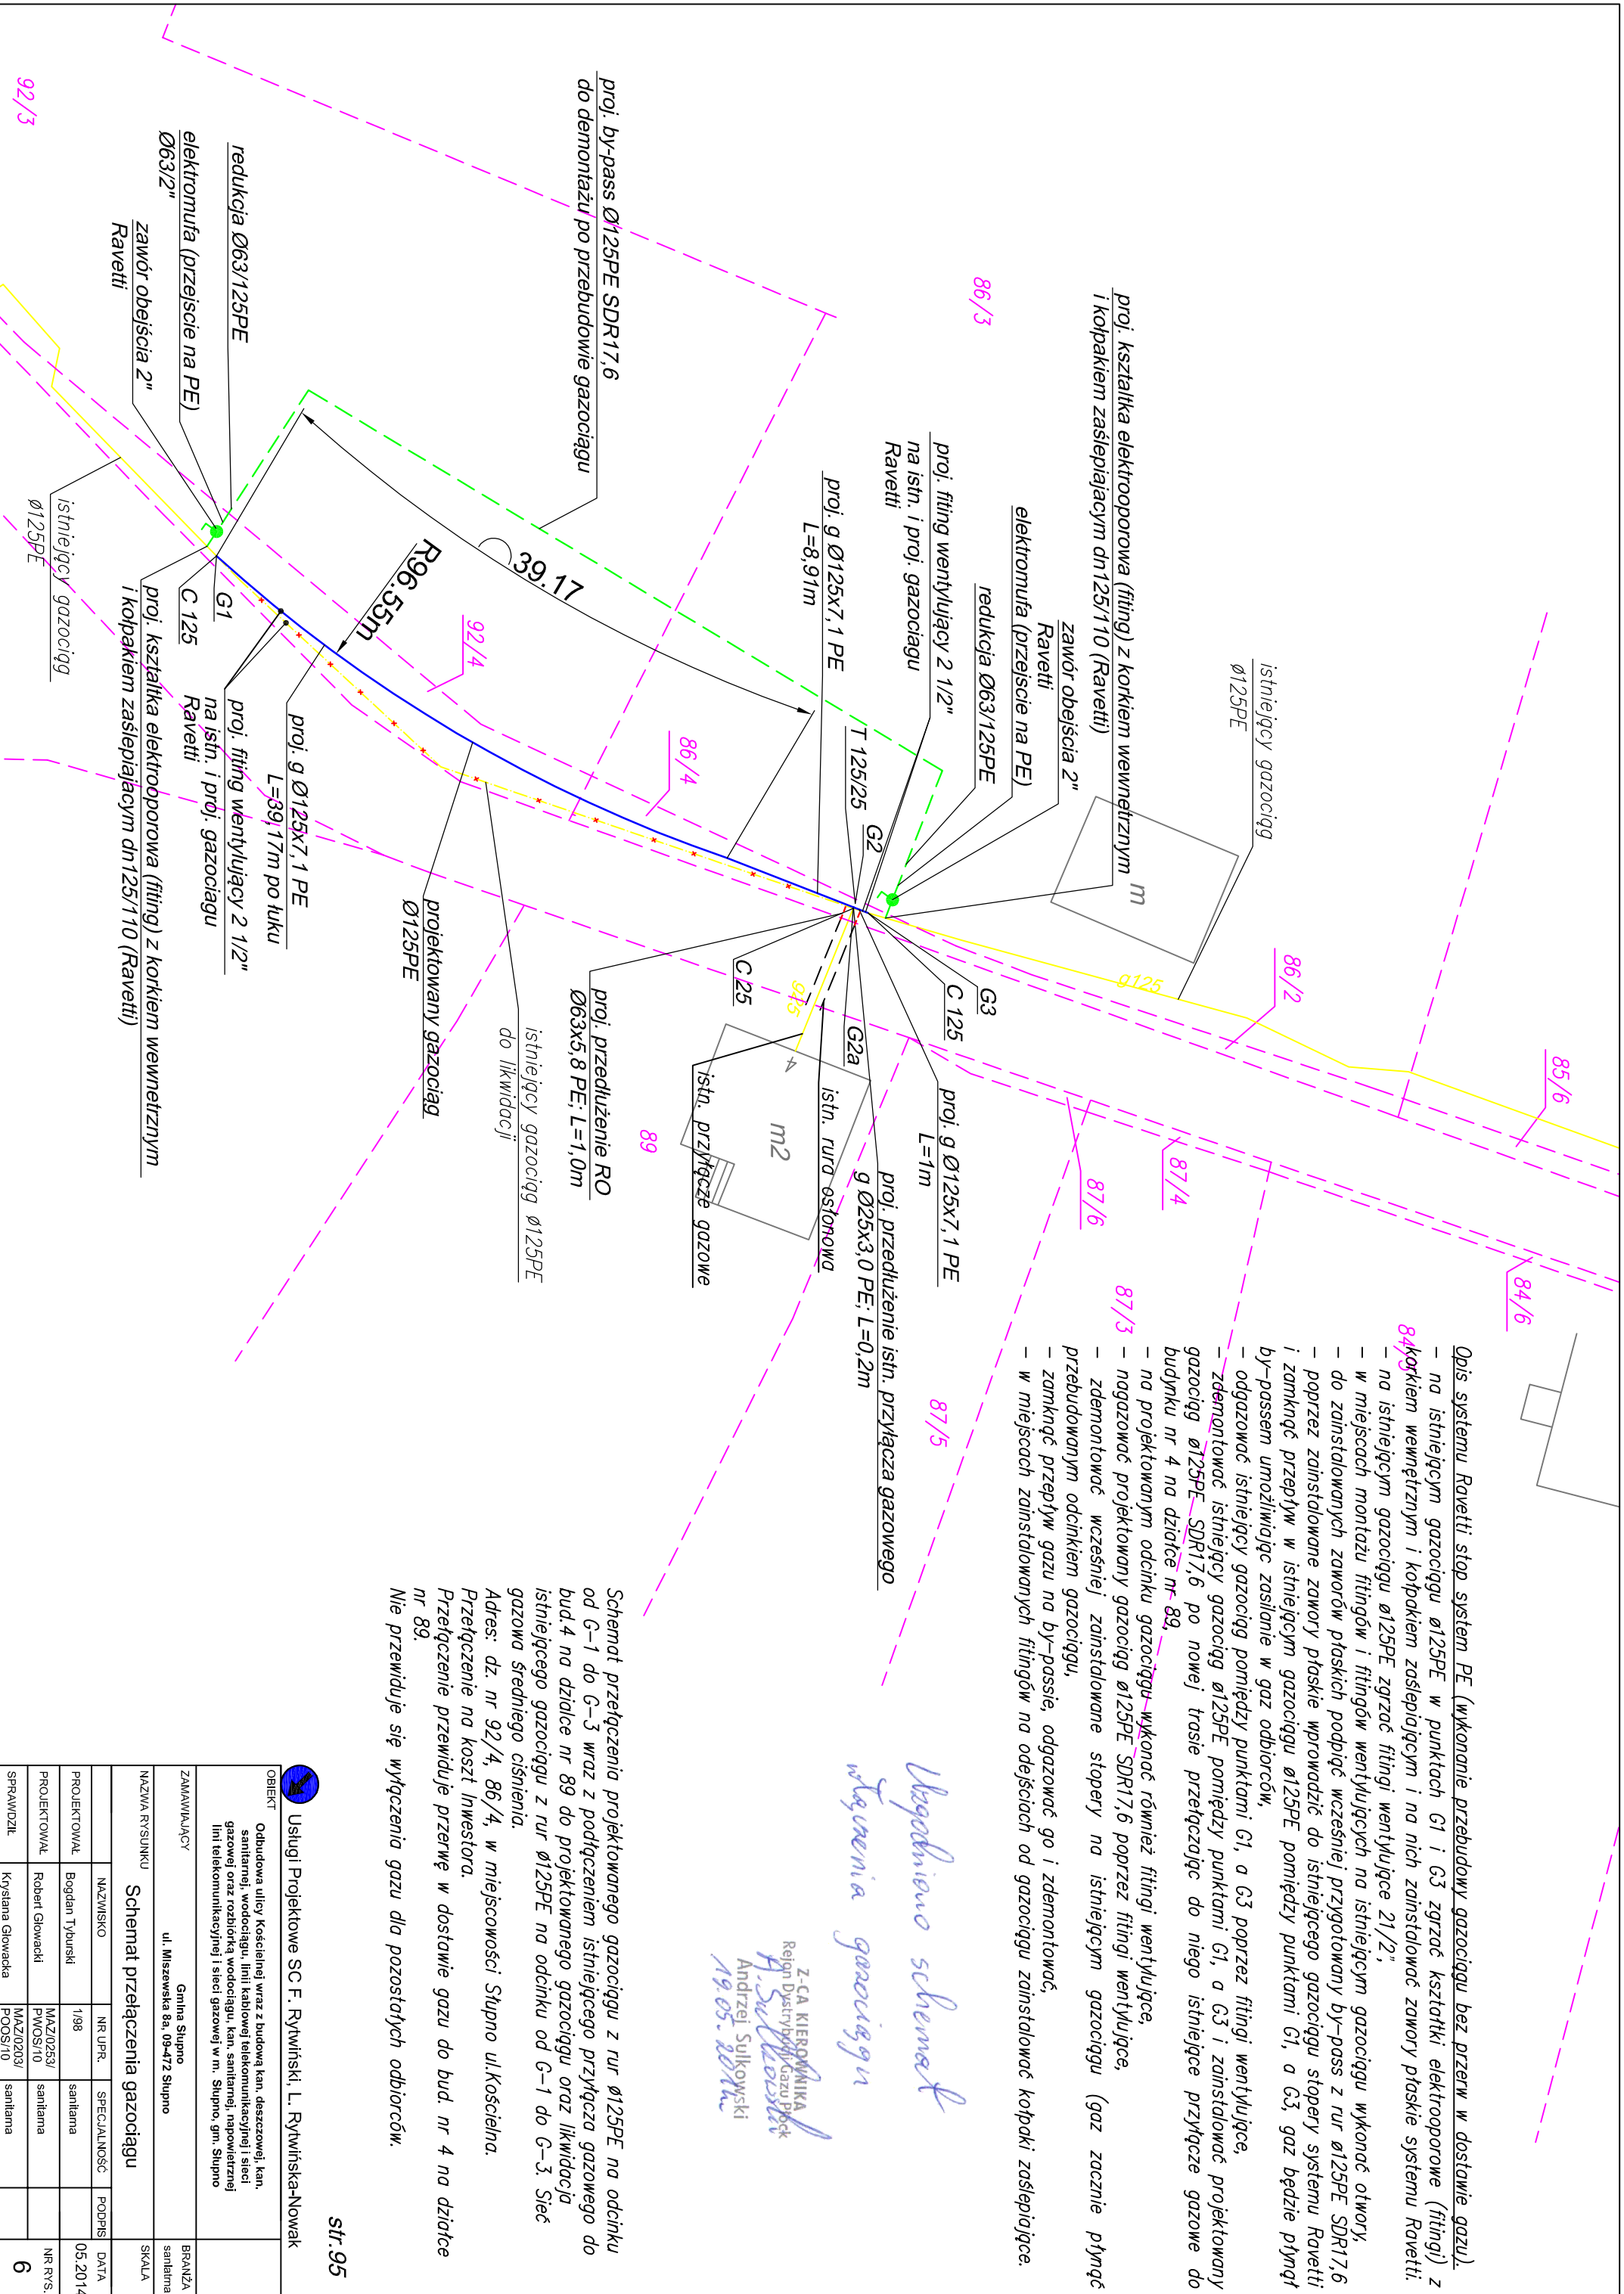 92/3
proj. by-pass Ø125PE SDR17,6
do demontażu po przebudowie gazociągu
redukcja Ø63/125PE
elektromufa (przejscie na PE)
Ø63/2"
zawór obejścia 2"
Ravetti
86/3
proj. kształtka elektrooporowa (fiting) z korkiem wewnetrznym
i kołpakiem zaślepiajacym dn125/110 (Ravetti)
proj. fiting wentylujący 2 1/2"
na istn. i proj. gazociagu
Ravetti
elektromufa (przejscie na PE)
redukcja Ø63/125PE
zawór obejścia 2"
Ravetti
istniejący gazociąg
ø125PE
proj. g Ø125x7,1 PE
L=8,91m
39.17
R96.55m
T 125/25
G2
92/4
86/4
m
86/2
85/6
g125
G1
C 125
istniejący gazociąg
ø125PE
proj. kształtka elektrooporowa (fitting) z korkiem wewnetrznym
i kołpakiem zaślepiajacym dn125/110 (Ravetti)
proj. fiting wentylujący 2 1/2"
na istn. i proj. gazociagu
Ravetti
proj. g Ø125x7,1 PE
L=39,17m po łuku
projektowany gazociąg
Ø125PE
istniejący gazociąg ø125PE
do likwidacji
proj. przedłużenie RO
Ø63x5,8 PE; L=1,0m
C 25
g25
G2a
G3
C 125
4
m2
istn. przyłącze gazowe
istn. rura osłonowa
proj. g Ø125x7,1 PE
L=1m
proj. przedłużenie istn. przyłącza gazowego
g Ø25x3,0 PE; L=0,2m
89
87/4
87/6
87/3
87/5
84/6
84/5
Opis systemu Ravetti stop system PE (wykonanie przebudowy gazociągu bez przerw w dostawie gazu).
- na istniejącym gazociągu ø125PE w punktach G1 i G3 zgrzać kształtki elektrooporowe (fitingi) z
korkiem wewnętrznym i kołpakiem zaślepiającym i na nich zainstalować zawory płaskie systemu Ravetti.
- na istniejącym gazociągu ø125PE zgrzać fitingi wentylujące 21/2",
- w miejscach montażu fitingów i fitingów wentylujących na istniejącym gazociągu wykonać otwory,
- do zainstalowanych zaworów płaskich podpiąć wcześniej przygotowany by-pass z rur ø125PE SDR17,6
- poprzez zainstalowane zawory płaskie wprowadzić do istniejącego gazociągu stopery systemu Ravetti
i zamknąć przepływ w istniejącym gazociągu ø125PE pomiędzy punktami G1, a G3, gaz będzie płynął
by-passem umożliwiając zasilanie w gaz odbiorców,
- odgazować istniejący gazociąg pomiędzy punktami G1, a G3 poprzez fitingi wentylujące,
- zdemontować istniejący gazociąg ø125PE pomiędzy punktami G1, a G3 i zainstalować projektowany
gazociąg ø125PE SDR17,6 po nowej trasie przełączając do niego istniejące przyłącze gazowe do
budynku nr 4 na działce nr 89,
- na projektowanym odcinku gazociągu wykonać również fitingi wentylujące,
- nagazować projektowany gazociąg ø125PE SDR17,6 poprzez fitingi wentylujące,
- zdemontować wcześniej zainstalowane stopery na istniejącym gazociągu (gaz zacznie płynąć
przebudowanym odcinkiem gazociągu,
- zamknąć przepływ gazu na by-passie, odgazować go i zdemontować,
- w miejscach zainstalowanych fitingów na odejściach od gazociągu zainstalować kołpaki zaślepiające.
Uzgodniono schemat
włączenia gazociągu
Z-CA KIEROWNIKA
Rejon Dystrybucji Gazu Płock
Andrzej Sulkowski
Schemat przełączenia projektowanego gazociągu z rur ø125PE na odcinku
od G-1 do G-3 wraz z podłączeniem istniejącego przyłącza gazowego do
bud.4 na działce nr 89 do projektowanego gazociągu oraz likwidacja
istniejącego gazociągu z rur ø125PE na odcinku od G-1 do G-3. Sieć
gazowa średniego ciśnienia.
Adres: dz. nr 92/4, 86/4, w miejscowości Słupno ul.Kościelna.
Przełączenie na koszt Inwestora.
Przełączenie przewiduje przerwę w dostawie gazu do bud. nr 4 na działce
nr 89.
Nie przewiduje się wyłączenia gazu dla pozostałych odbiorców.
str.95
Usługi Projektowe SC F. Rytwiński, L. Rytwińska-Nowak
OBIEKT
Odbudowa ulicy Kościelnej wraz z budową kan. deszczowej, kan.
sanitarnej, wodociągu, linii kablowej telekomunikacyjnej i sieci
gazowej oraz rozbiórką wodociągu, kan. sanitarnej, napowietrznej
lini telekomunikacyjnej i sieci gazowej w m. Słupno, gm. Słupno
ZAMAWIAJĄCY
Gmina Słupno
ul. Miszewska 8a, 09-472 Słupno
BRANŻA
sanitarna
NAZWA RYSUNKU
Schemat przełączenia gazociągu
SKALA
NAZWISKO
NR UPR.
SPECJALNOŚĆ
PODPIS
DATA
PROJEKTOWAŁ
Bogdan Tyburski
1/98
sanitarna
05.2014
PROJEKTOWAŁ
Robert Głowacki
MAZ/0253/
PWOS/10
sanitarna
NR RYS.
SPRAWDZIŁ
Krystana Głowacka
MAZ/0203/
POOS/10
sanitarna
6